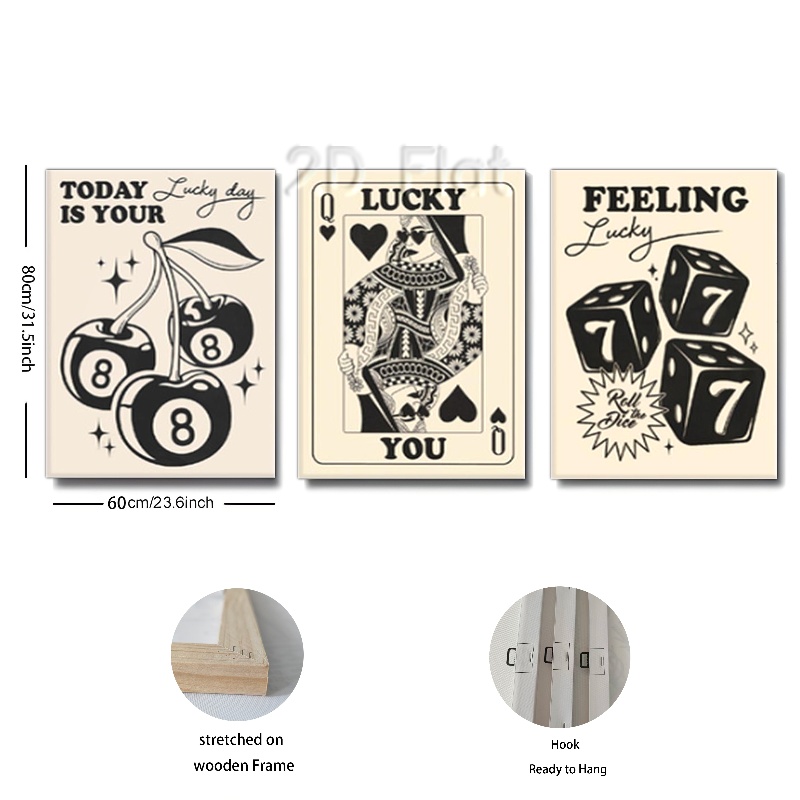 2D Flat
TODAY Lucky day
IS YOUR
8
8
8
LUCKY
Q
YOU
Q
FEELING
Lucky
7
7
7
Roll
the
Dice
80cm/31.5inch
60cm/23.6inch
stretched on
wooden Frame
Hook
Ready to Hang